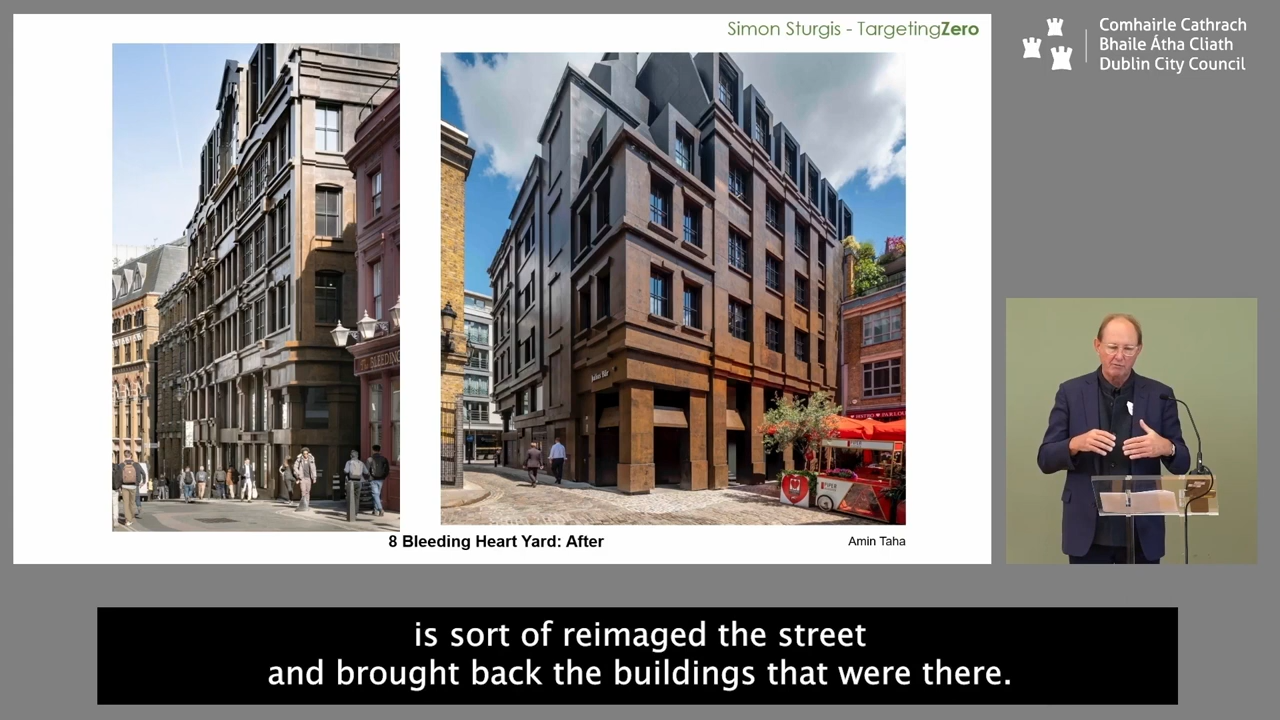 Simon Sturgis - TargetingZero
Comhairle Cathrach
Bhaile Átha Cliath
Dublin City Council
8 Bleeding Heart Yard: After
Amin Taha
is sort of reimaged the street
and brought back the buildings that were there.